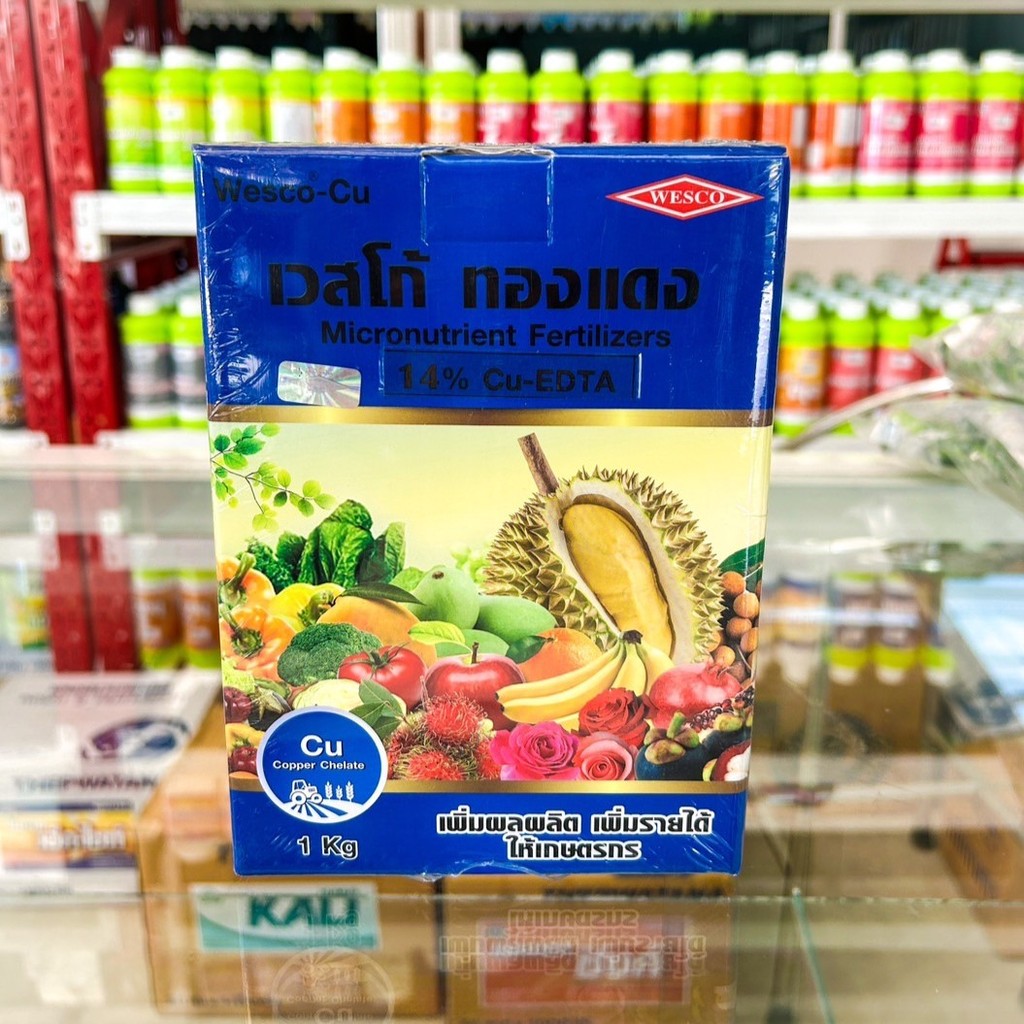 Wesco®-Cu
WESCO
เวสโก้ ทองแดง
Micronutrient Fertilizers
14% Cu-EDTA
Cu
Copper Chelate
1 Kg
เพิ่มผลผลิต เพิ่มรายได้
ให้เกษตรกร
KALI